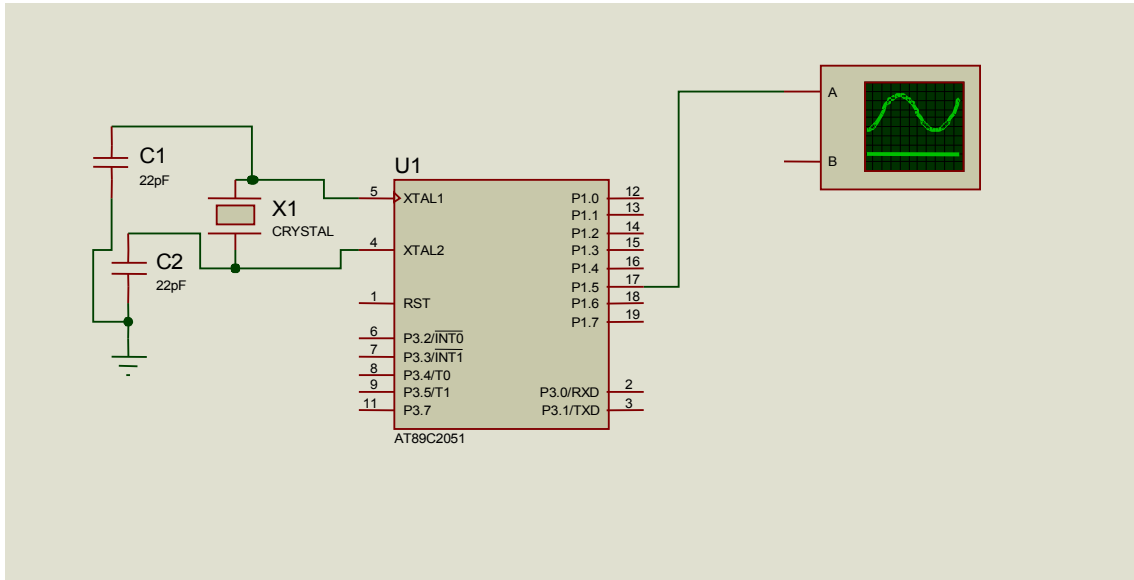 C1
22pF
C2
22pF
X1
CRYSTAL
U1
5 XTAL1
4 XTAL2
1 RST
6 P3.2/INT0
7 P3.3/INT1
8 P3.4/T0
9 P3.5/T1
11 P3.7
P1.0 12
P1.1 13
P1.2 14
P1.3 15
P1.4 16
P1.5 17
P1.6 18
P1.7 19
P3.0/RXD 2
P3.1/TXD 3
AT89C2051
A
B